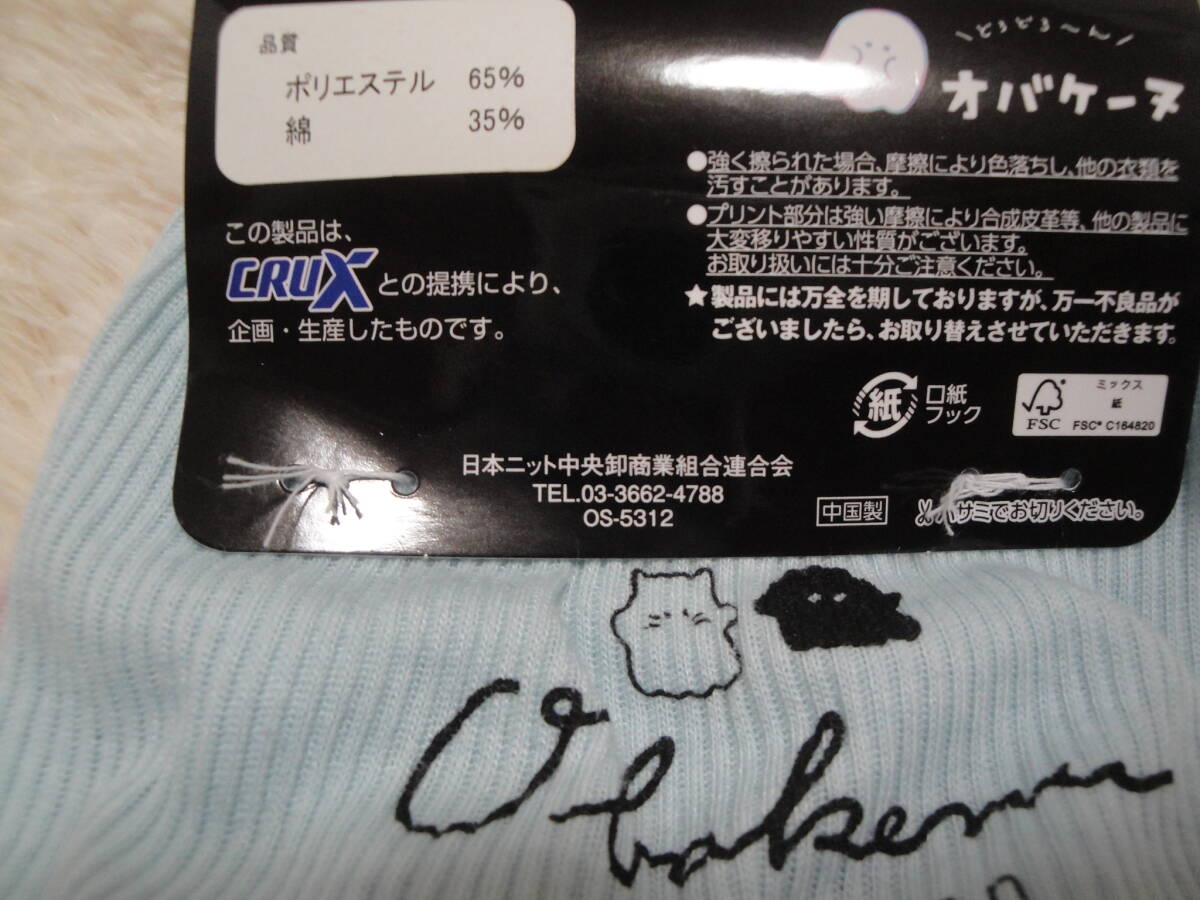 品質
ポリエステル 65%
綿 35%
この製品は、
CRUX との提携により、
企画・生産したものです。
\どろどろ〜ん/
オバケーヌ
●強く擦られた場合、摩擦により色落ちし、他の衣類を
汚すことがあります。
●プリント部分は強い摩擦により合成皮革等、他の製品に
大変移りやすい性質がございます。
お取り扱いには十分ご注意ください。
★製品には万全を期しておりますが、万一不良品が
ございましたら、お取り替えさせていただきます。
紙
口紙
フック
FSC
ミックス
紙
FSC® C164820
日本ニット中央卸商業組合連合会
TEL.03-3662-4788
OS-5312
中国製
ハサミでお切りください。
Obakenu